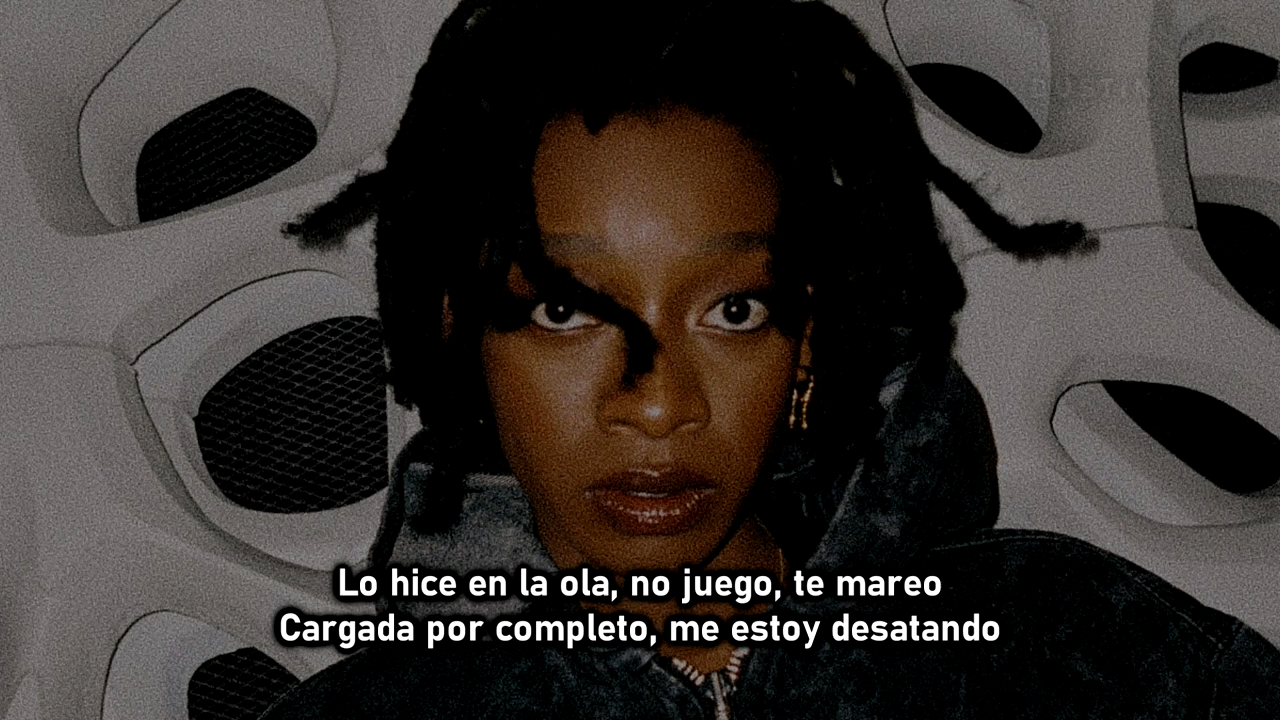 Lo hice en la ola, no juego, te mareo
Cargada por completo, me estoy desatando